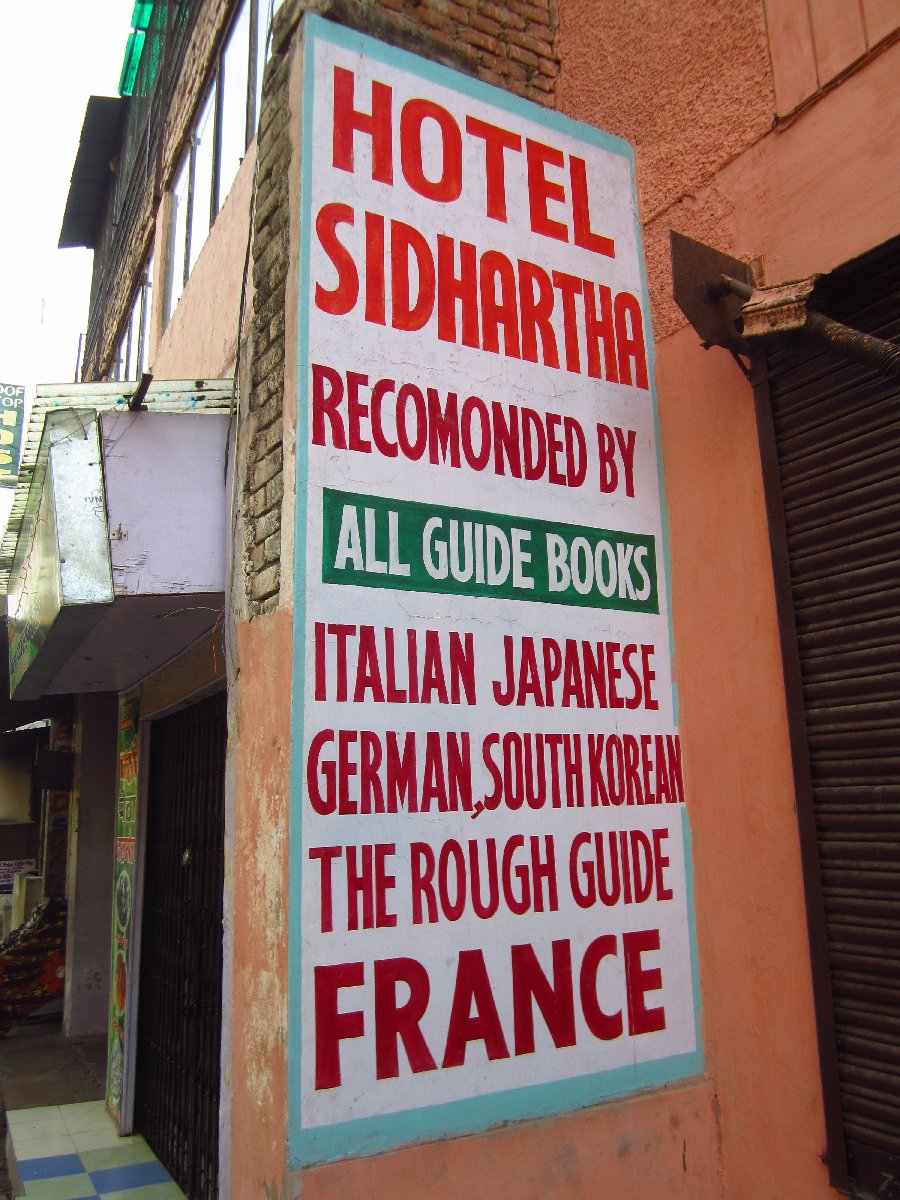 HOTEL
SIDHARTHA
RECOMONDED BY
ALL GUIDE BOOKS
ITALIAN JAPANESE
GERMAN, SOUTH KOREAN
THE ROUGH GUIDE
FRANCE